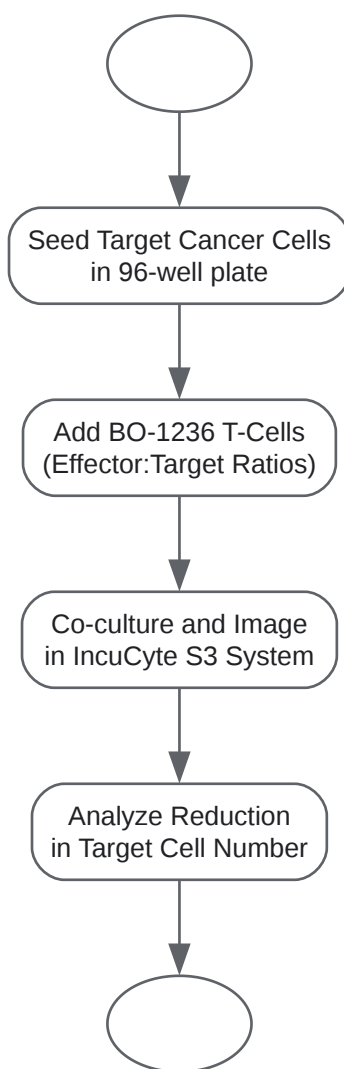 Seed Target Cancer Cells
in 96-well plate
Add BO-1236 T-Cells
(Effector:Target Ratios)
Co-culture and Image
in IncuCyte S3 System
Analyze Reduction
in Target Cell Number